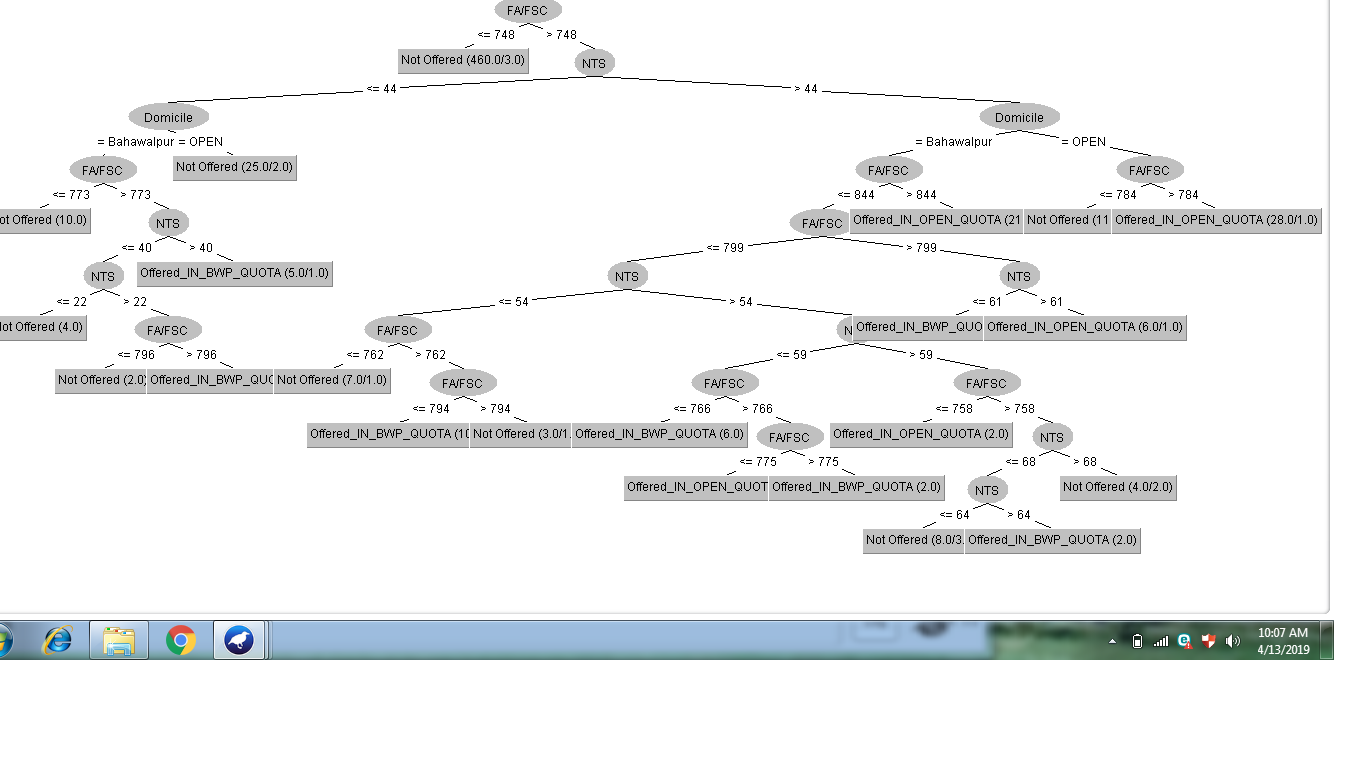 FA/FSC
<= 748 > 748
Not Offered (460.0/3.0) NTS
<= 44 > 44
Domicile Domicile
= Bahawalpur = OPEN = Bahawalpur = OPEN
FA/FSC Not Offered (25.0/2.0) FA/FSC FA/FSC
<= 773 > 773 <= 844 > 844 <= 784 > 784
ot Offered (10.0) NTS FA/FSC Offered_IN_OPEN_QUOTA (21 Not Offered (11 Offered_IN_OPEN_QUOTA (28.0/1.0)
<= 40 > 40 <= 799 > 799
NTS Offered_IN_BWP_QUOTA (5.0/1.0) NTS NTS
<= 22 > 22 <= 54 > 54 <= 61 > 61
lot Offered (4.0) FA/FSC FA/FSC N Offered_IN_BWP_QUO Offered_IN_OPEN_QUOTA (6.0/1.0)
<= 796 > 796 <= 762 > 762 <= 59 > 59
Not Offered (2.0) Offered_IN_BWP_QUO Not Offered (7.0/1.0) FA/FSC FA/FSC FA/FSC
<= 794 > 794 <= 766 > 766 <= 758 > 758
Offered_IN_BWP_QUOTA (10 Not Offered (3.0/1. Offered_IN_BWP_QUOTA (6.0) FA/FSC Offered_IN_OPEN_QUOTA (2.0) NTS
<= 775 > 775 <= 68 > 68
Offered_IN_OPEN_QUOT Offered_IN_BWP_QUOTA (2.0) NTS Not Offered (4.0/2.0)
<= 64 > 64
Not Offered (8.0/3. Offered_IN_BWP_QUOTA (2.0)
10:07 AM
4/13/2019